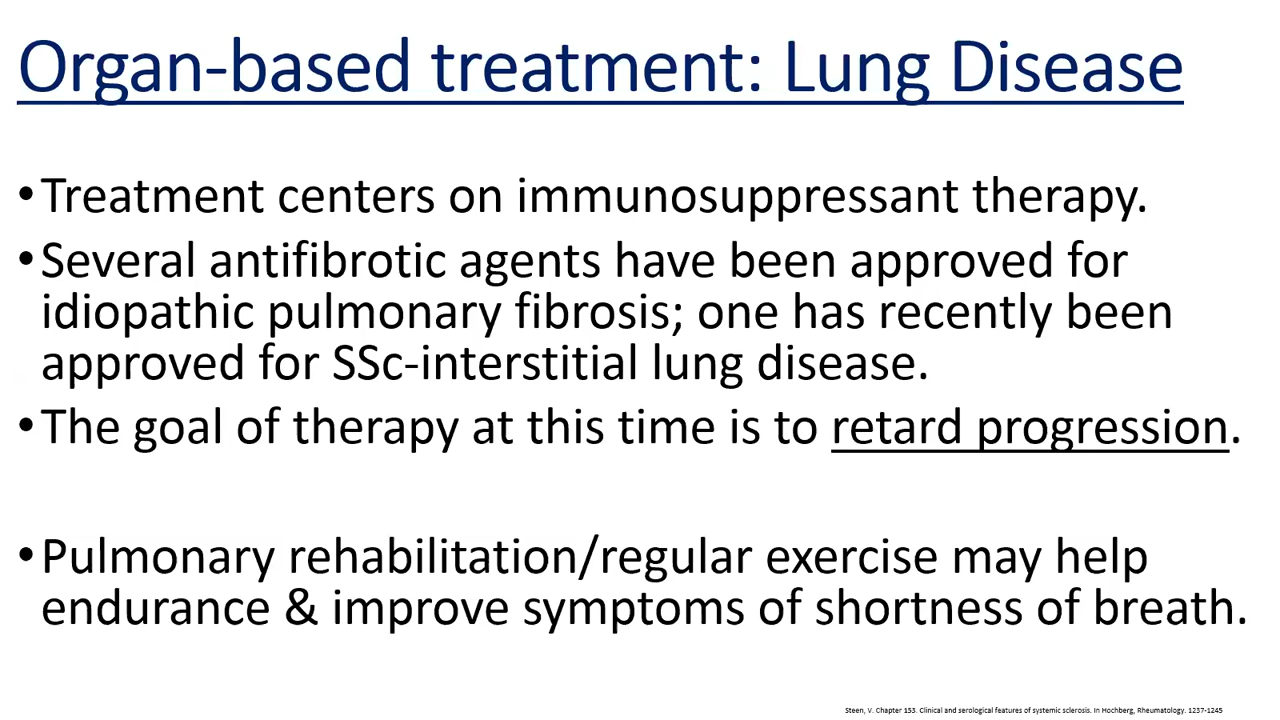 Organ-based treatment: Lung Disease
•Treatment centers on immunosuppressant therapy.
•Several antifibrotic agents have been approved for
idiopathic pulmonary fibrosis; one has recently been
approved for SSc-interstitial lung disease.
•The goal of therapy at this time is to retard progression.
•Pulmonary rehabilitation/regular exercise may help
endurance & improve symptoms of shortness of breath.
Steen, V. Chapter 153. Clinical and serological features of systemic sclerosis. In Hochberg, Rheumatology. 1237-1245